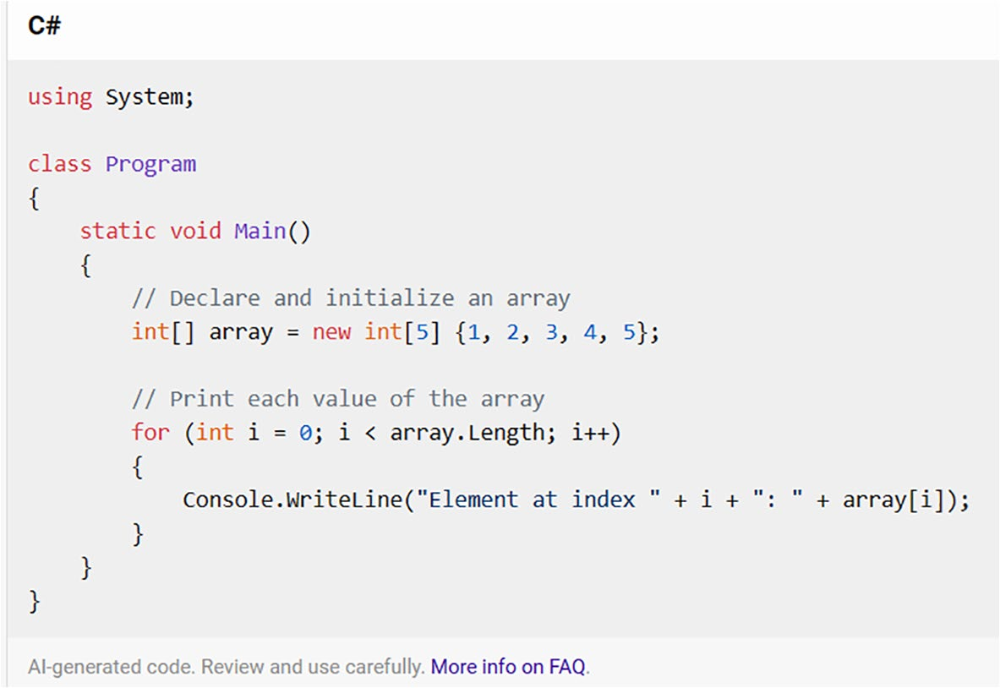 C#
using System;
class Program
{
    static void Main()
    {
        // Declare and initialize an array
        int[] array = new int[5] {1, 2, 3, 4, 5};
        // Print each value of the array
        for (int i = 0; i < array.Length; i++)
        {
            Console.WriteLine("Element at index " + i + ": " + array[i]);
        }
    }
}
AI-generated code. Review and use carefully. More info on FAQ.